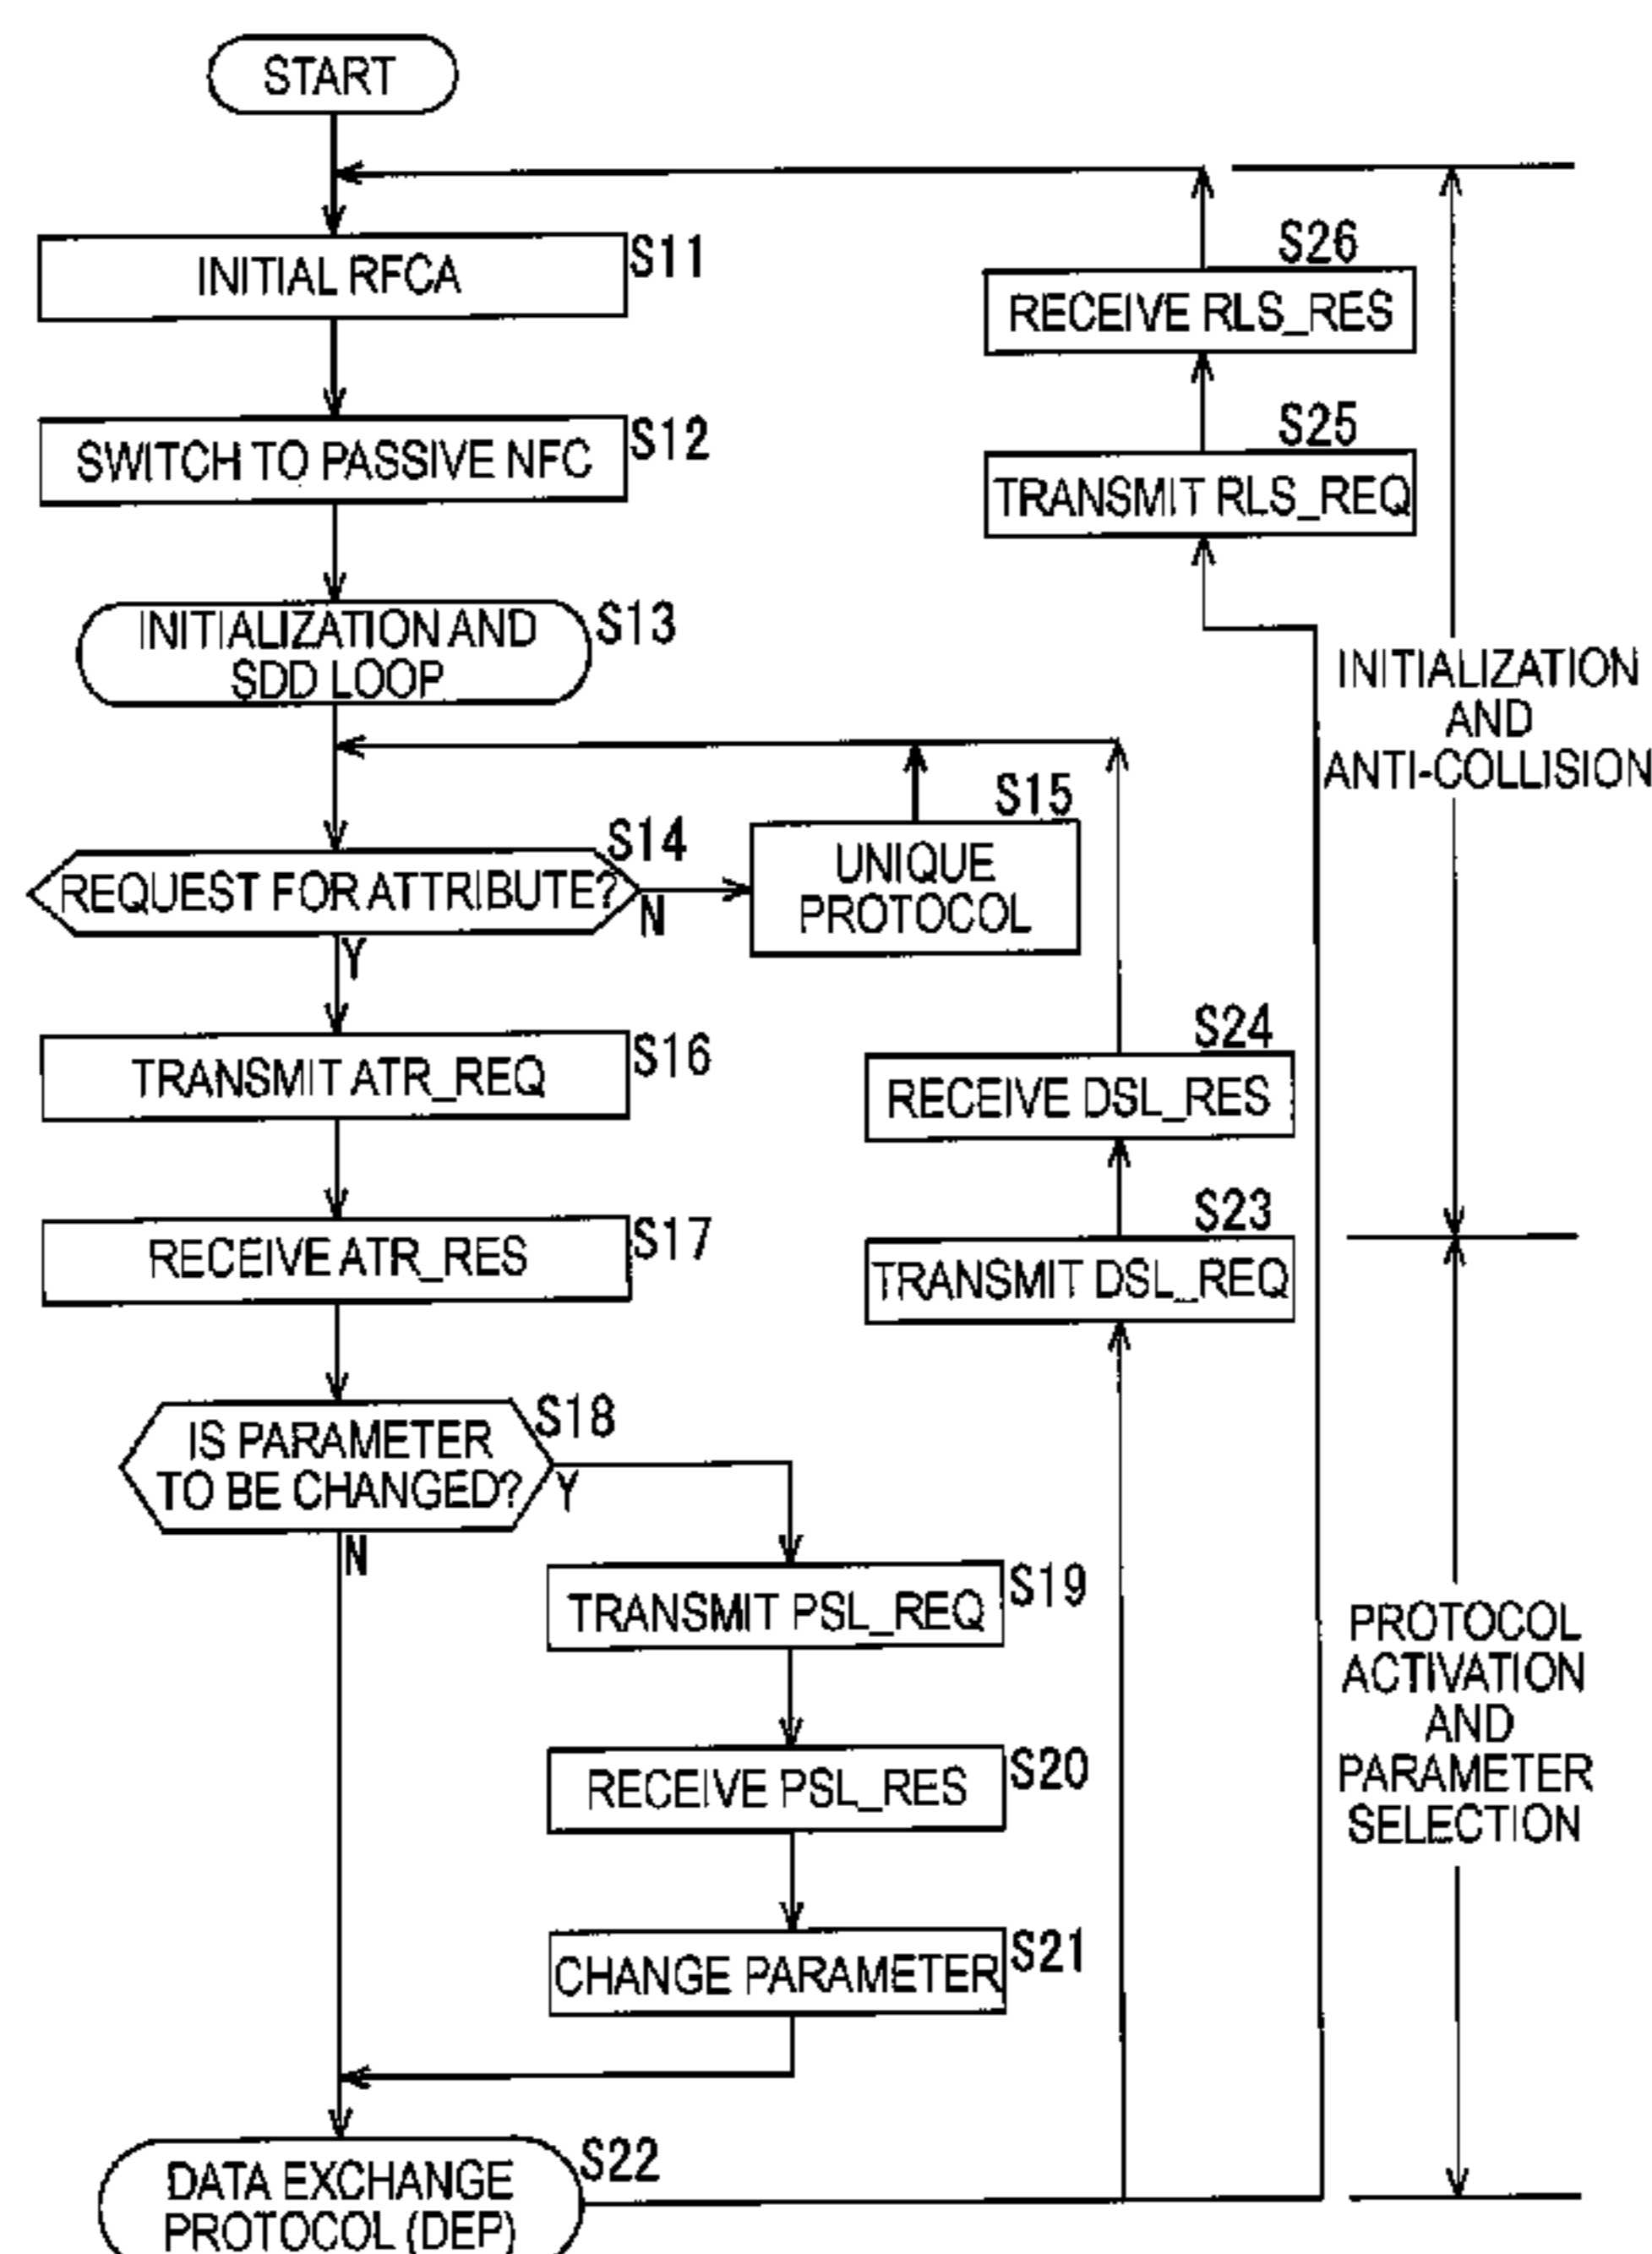 START
INITIAL RFCA
S11
SWITCH TO PASSIVE NFC
S12
INITIALIZATION AND
SDD LOOP
S13
REQUEST FOR ATTRIBUTE?
S14
N
Y
UNIQUE
PROTOCOL
S15
TRANSMIT ATR_REQ
S16
RECEIVE ATR_RES
S17
IS PARAMETER
TO BE CHANGED?
S18
Y
N
TRANSMIT PSL_REQ
S19
RECEIVE PSL_RES
S20
CHANGE PARAMETER
S21
DATA EXCHANGE
PROTOCOL (DEP)
S22
S24
RECEIVE DSL_RES
S23
TRANSMIT DSL_REQ
S26
RECEIVE RLS_RES
S25
TRANSMIT RLS_REQ
INITIALIZATION
AND
ANTI-COLLISION
PROTOCOL
ACTIVATION
AND
PARAMETER
SELECTION